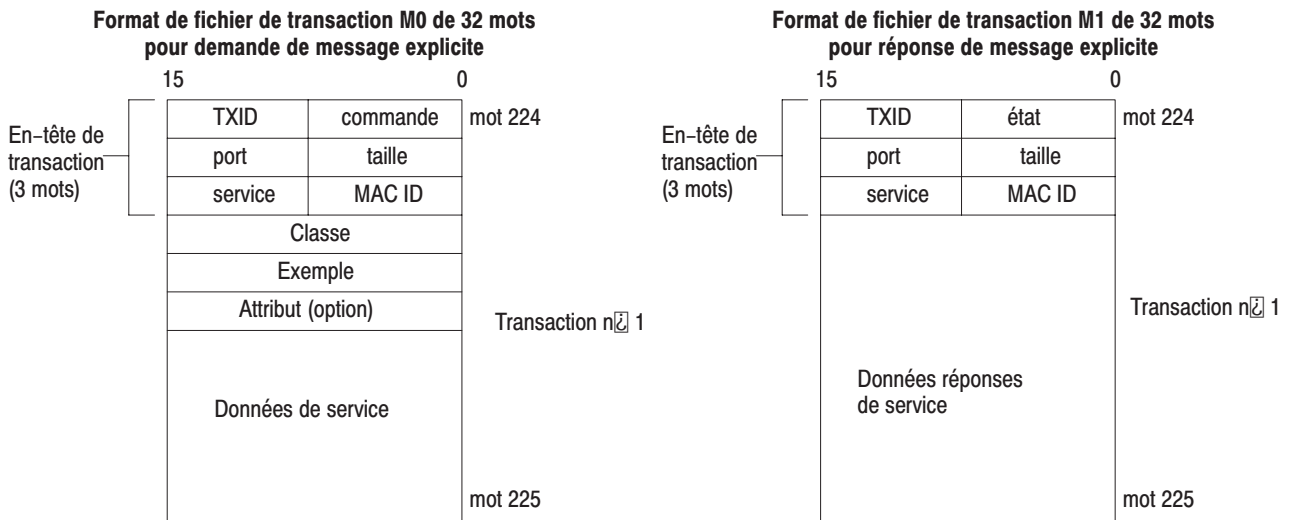 Format de fichier de transaction M0 de 32 mots
pour demande de message explicite
15 0
En-tête de
transaction
(3 mots)
TXID commande mot 224
port taille
service MAC ID
Classe
Exemple
Attribut (option)
Transaction n¿ 1
Données de service
mot 225
Format de fichier de transaction M1 de 32 mots
pour réponse de message explicite
15 0
En-tête de
transaction
(3 mots)
TXID état mot 224
port taille
service MAC ID
Transaction n¿ 1
Données réponses
de service
mot 225